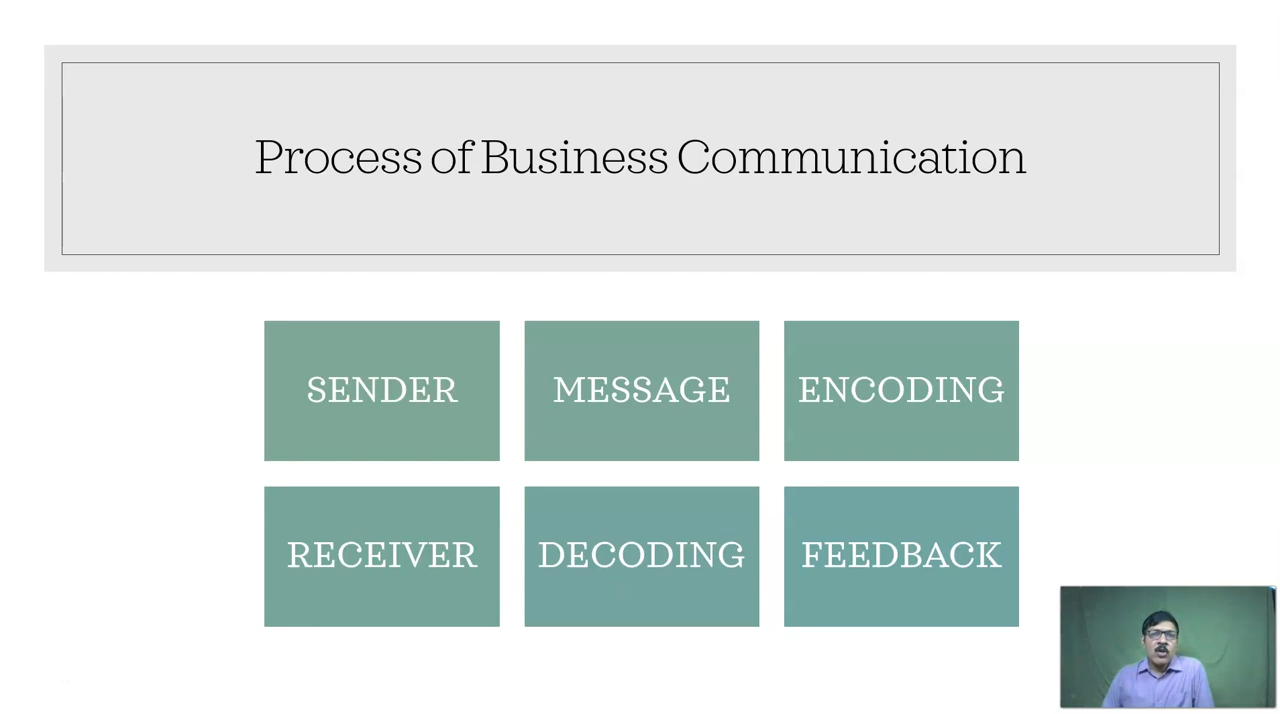 Process of Business Communication
SENDER
MESSAGE
ENCODING
RECEIVER
DECODING
FEEDBACK